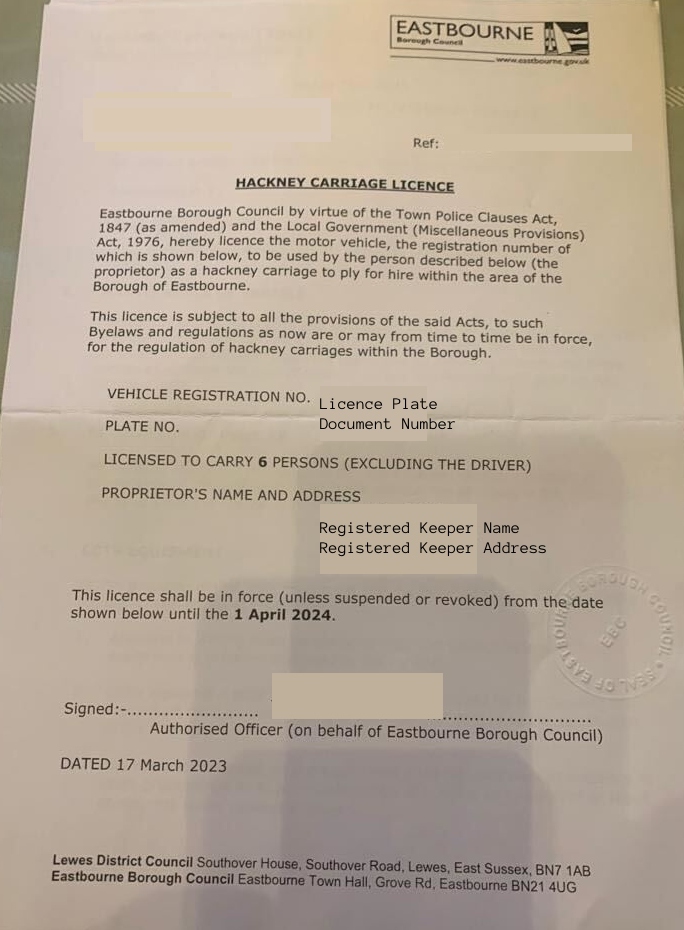 EASTBOURNE
Borough Council
www.eastbourne.gov.uk
Ref:
HACKNEY CARRIAGE LICENCE
Eastbourne Borough Council by virtue of the Town Police Clauses Act,
1847 (as amended) and the Local Government (Miscellaneous Provisions)
Act, 1976, hereby licence the motor vehicle, the registration number of
which is shown below, to be used by the person described below (the
proprietor) as a hackney carriage to ply for hire within the area of the
Borough of Eastbourne.
This licence is subject to all the provisions of the said Acts, to such
Byelaws and regulations as now are or may from time to time be in force,
for the regulation of hackney carriages within the Borough.
VEHICLE REGISTRATION NO. Licence Plate
PLATE NO. Document Number
LICENSED TO CARRY 6 PERSONS (EXCLUDING THE DRIVER)
PROPRIETOR'S NAME AND ADDRESS
Registered Keeper Name
Registered Keeper Address
This licence shall be in force (unless suspended or revoked) from the date
shown below until the 1 April 2024.
SEAL OF EASTBOURNE BOROUGH COUNCIL
EBC
Signed:-..................................................
Authorised Officer (on behalf of Eastbourne Borough Council)
DATED 17 March 2023
Lewes District Council Southover House, Southover Road, Lewes, East Sussex, BN7 1AB
Eastbourne Borough Council Eastbourne Town Hall, Grove Rd, Eastbourne BN21 4UG